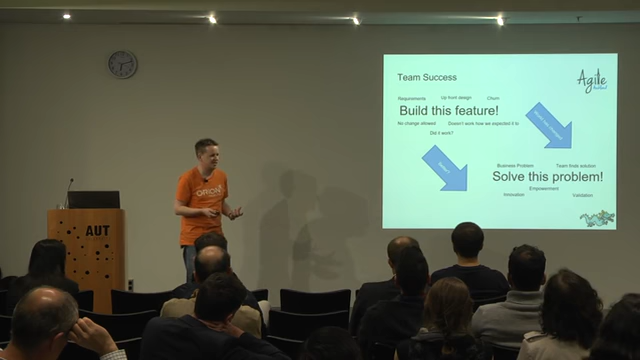 Team Success
Agile
Requirements Up front design Churn
Build this feature!
No change allowed Doesn't work how we expected it to
Did it work?
Business Problem Team finds solution
Solve this problem!
Empowerment
Innovation Validation
ORION
AUT